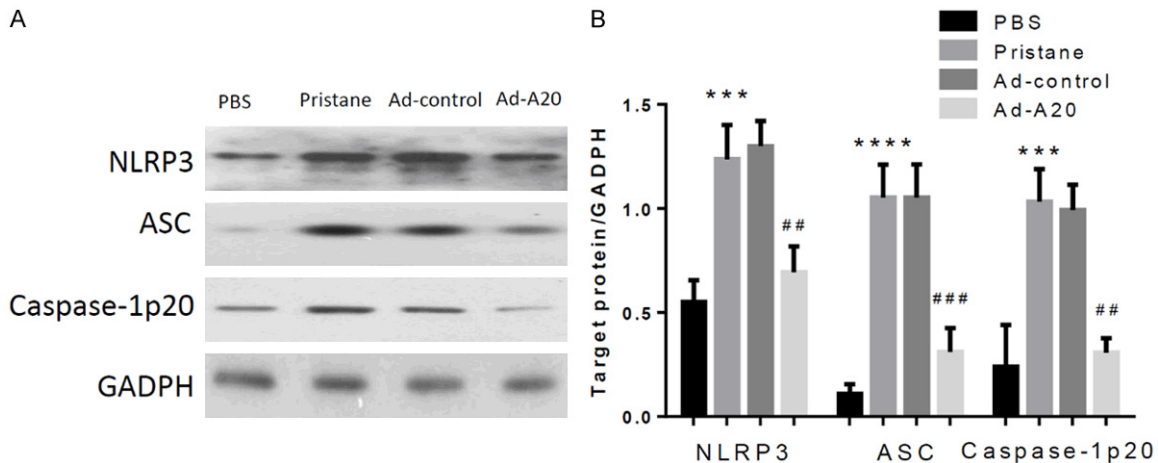 A
PBS Pristane Ad-control Ad-A20
NLRP3
ASC
Caspase-1p20
GADPH
B
PBS
Pristane
Ad-control
Ad-A20
Target protein/GADPH
1.5
1.0
0.5
0.0
***
****
***
##
###
##
NLRP3 ASC Caspase-1p20